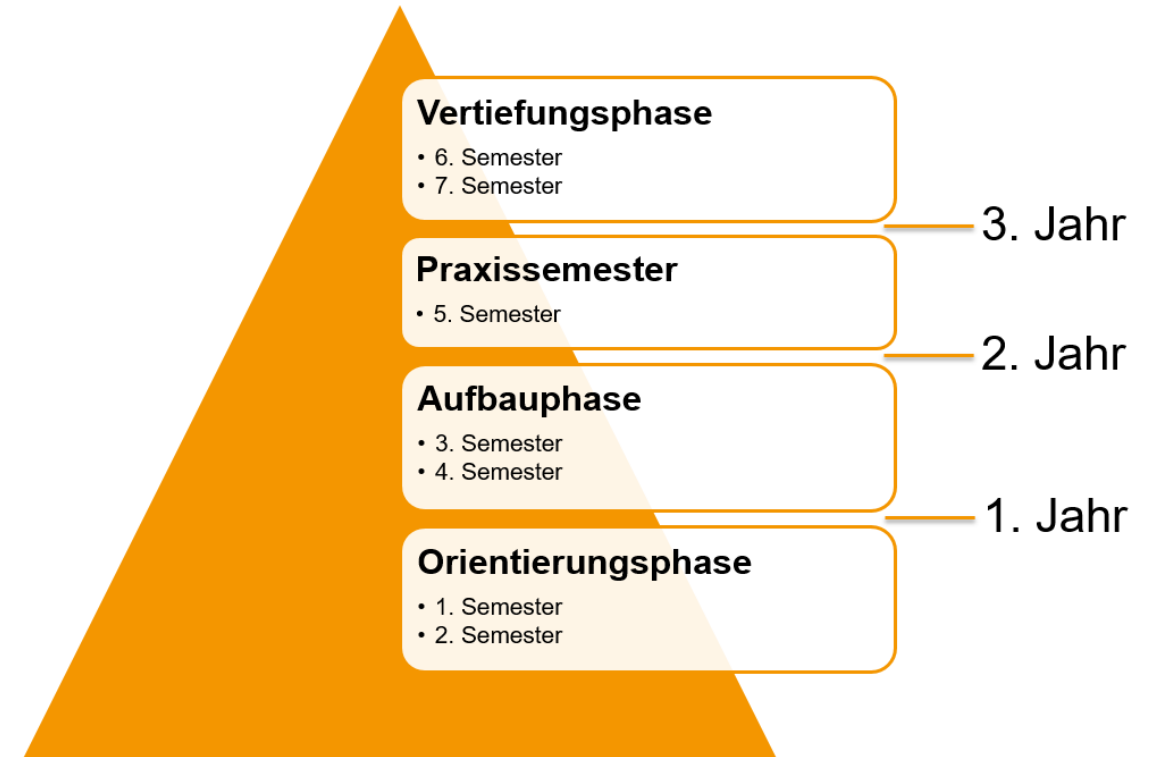 Vertiefungsphase
• 6. Semester
• 7. Semester
3. Jahr
Praxissemester
• 5. Semester
2. Jahr
Aufbauphase
• 3. Semester
• 4. Semester
1. Jahr
Orientierungsphase
• 1. Semester
• 2. Semester